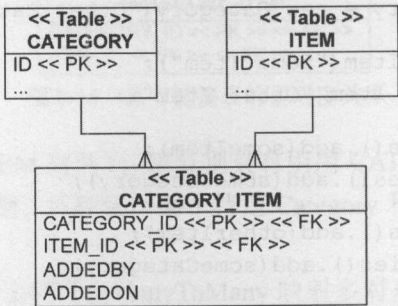 << Table >>
CATEGORY
ID << PK >>
...
<< Table >>
ITEM
ID << PK >>
...
<< Table >>
CATEGORY_ITEM
CATEGORY_ID << PK >> << FK >>
ITEM_ID << PK >> << FK >>
ADDEDBY
ADDEDON